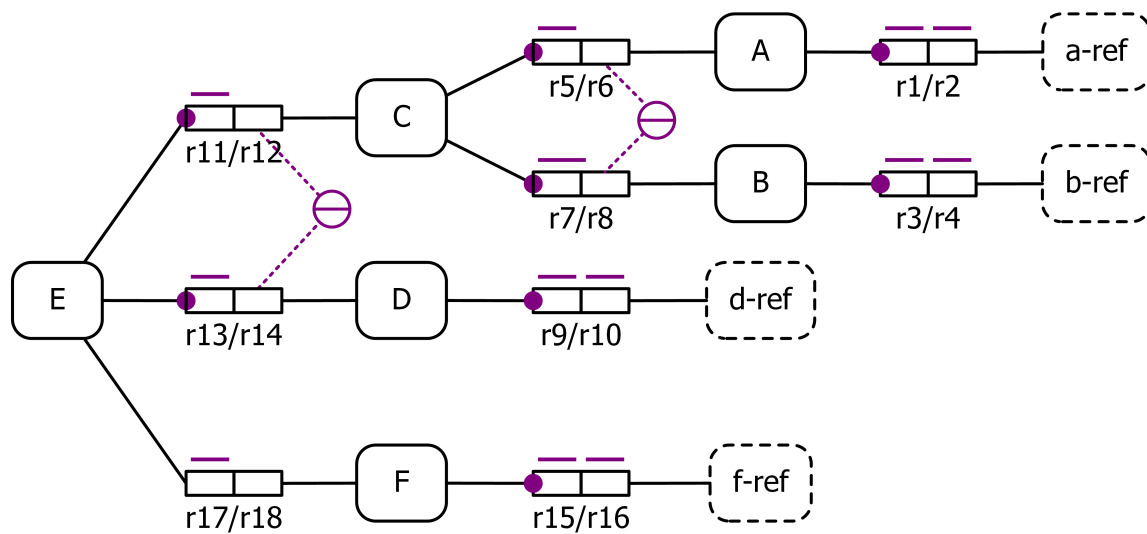 A
a-ref
r5/r6
r1/r2
C
r11/r12
B
b-ref
r7/r8
r3/r4
E
D
d-ref
r13/r14
r9/r10
F
f-ref
r17/r18
r15/r16